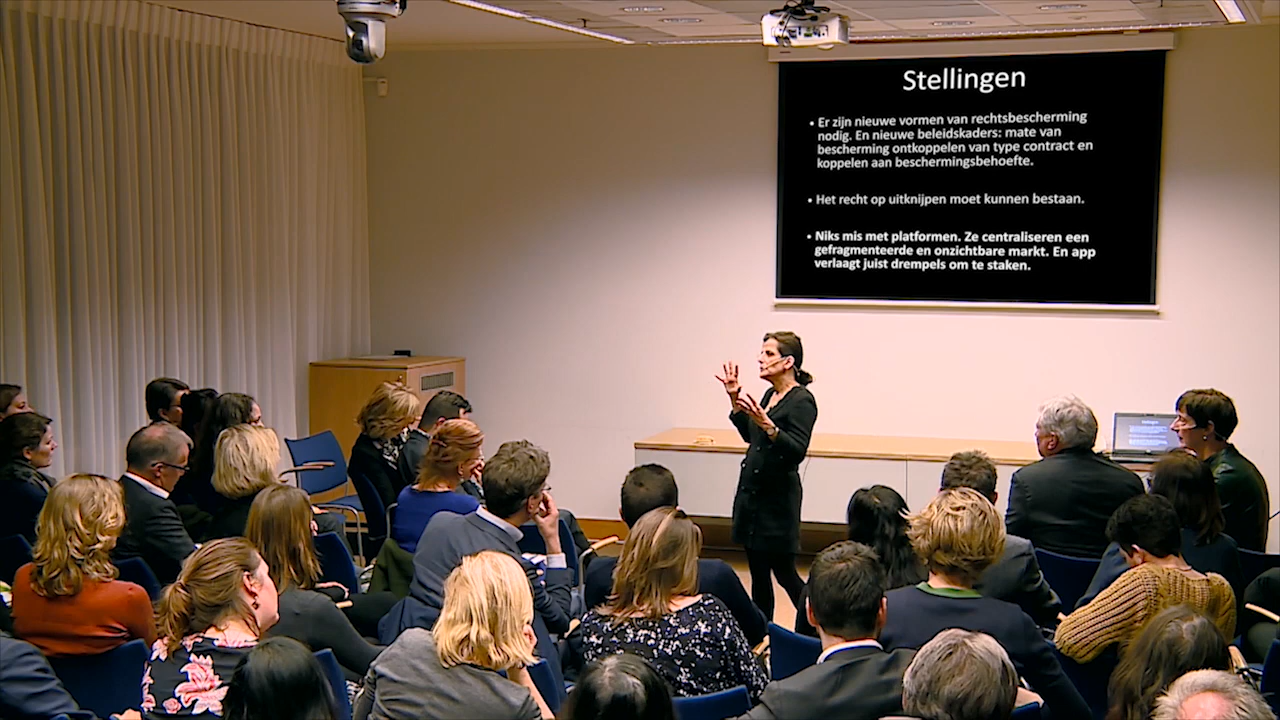 Stellingen
• Er zijn nieuwe vormen van rechtsbescherming
nodig. En nieuwe beleidskaders: mate van
bescherming ontkoppelen van type contract en
koppelen aan beschermingsbehoefte.
• Het recht op uitknijpen moet kunnen bestaan.
• Niks mis met platformen. Ze centraliseren een
gefragmenteerde en onzichtbare markt. En app
verlaagt juist drempels om te staken.